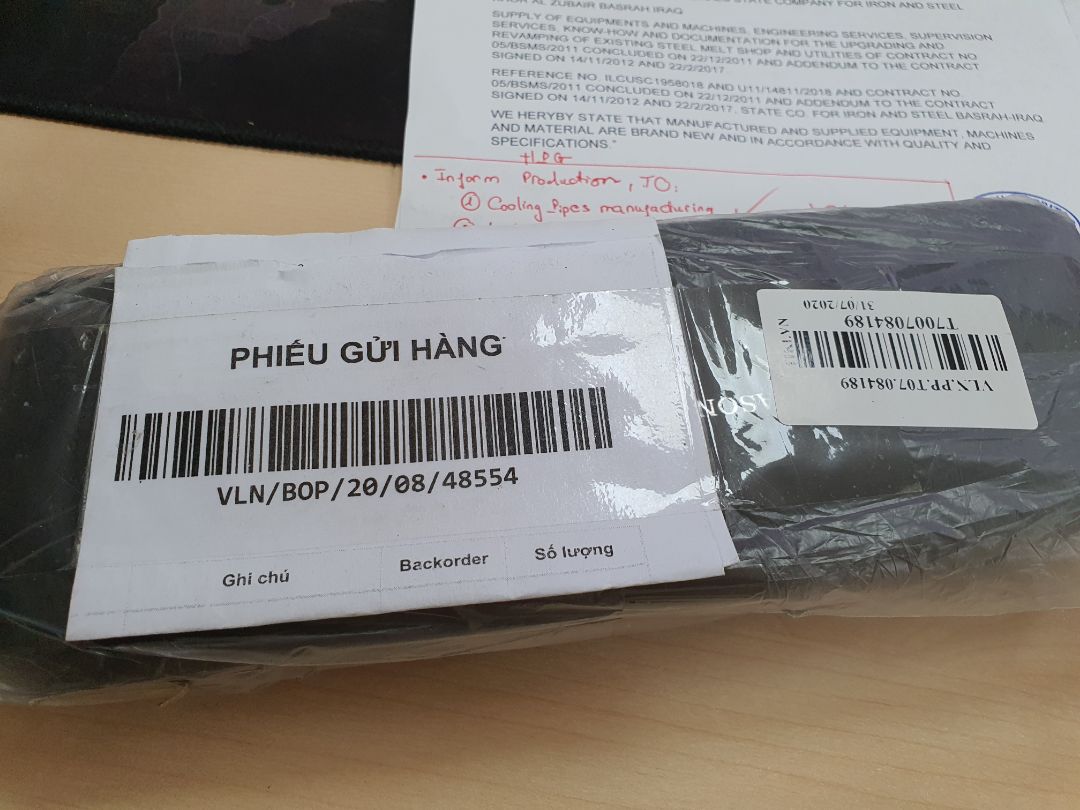 STATE COMPANY FOR IRON AND STEEL
KHOR AL ZUBAIR BASRAH IRAQ
SUPPLY OF EQUIPMENTS AND MACHINES, ENGINEERING SERVICES, SUPERVISION
SERVICES, KNOW-HOW AND DOCUMENTATION FOR THE UPGRADING AND
REVAMPING OF EXISTING STEEL MELT SHOP AND UTILITIES OF CONTRACT NO
05/BSMS/2011 CONCLUDED ON 22/12/2011 AND ADDENDUM TO THE CONTRACT
SIGNED ON 14/11/2012 AND 22/2/2017.
REFERENCE NO. ILCUSC1958018 AND U11/14811/2018 AND CONTRACT NO.
05/BSMS/2011 CONCLUDED ON 22/12/2011 AND ADDENDUM TO THE CONTRACT
SIGNED ON 14/11/2012 AND 22/2/2017, STATE CO. FOR IRON AND STEEL BASRAH-IRAQ
WE HERYBY STATE THAT MANUFACTURED AND SUPPLIED EQUIPMENT, MACHINES
AND MATERIAL ARE BRAND NEW AND IN ACCORDANCE WITH QUALITY AND
SPECIFICATIONS."
• Inform Production, JO:
① Cooling Pipes manufacturing
PHIẾU GỬI HÀNG
VLN/BOP/20/08/48554
Ghi chú Backorder Số lượng
VLN.PP.T07.084189
T7007084189
31/07/2020